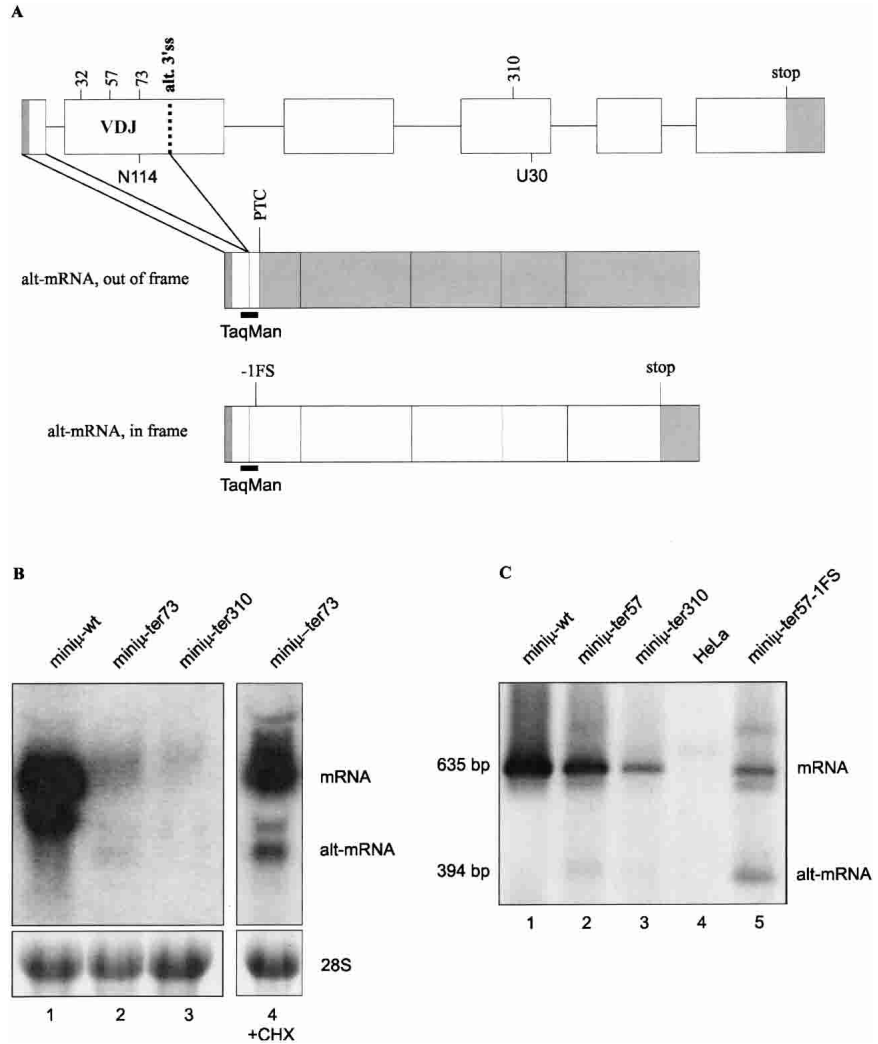 A
32
57
73
alt. 3'ss
310
stop
VDJ
N114
U30
PTC
alt-mRNA, out of frame
TaqMan
-1FS
stop
alt-mRNA, in frame
TaqMan
B
miniμ-wt
miniμ-ter73
miniμ-ter310
miniμ–ter73
mRNA
alt-mRNA
28S
1 2 3 4
+CHX
C
miniμ-wt
miniμ-ter57
miniμ-ter310
HeLa
miniμ-ter57-1FS
635 bp
mRNA
394 bp
alt-mRNA
1 2 3 4 5